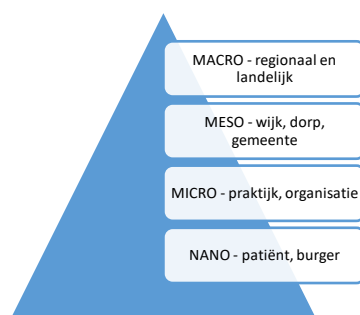 MACRO - regionaal en
landelijk
MESO - wijk, dorp,
gemeente
MICRO - praktijk, organisatie
NANO - patiënt, burger